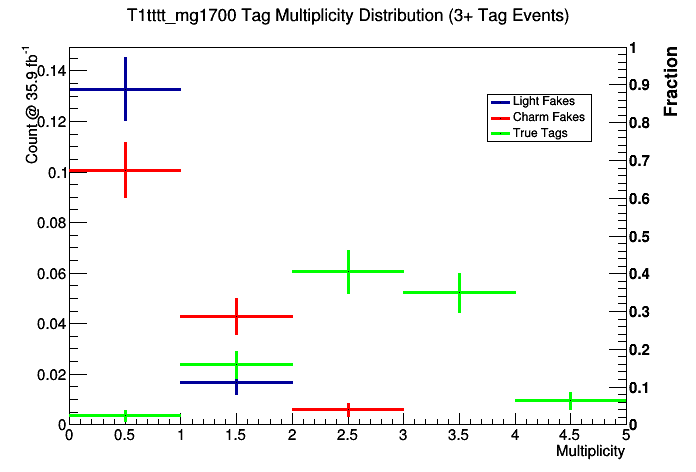 T1tttt_mg1700 Tag Multiplicity Distribution (3+ Tag Events)
Count @ 35.9 fb⁻¹
0.14
0.12
0.1
0.08
0.06
0.04
0.02
0
Light Fakes
Charm Fakes
True Tags
Fraction
1
0.9
0.8
0.7
0.6
0.5
0.4
0.3
0.2
0.1
0
0 0.5 1 1.5 2 2.5 3 3.5 4 4.5 5
Multiplicity